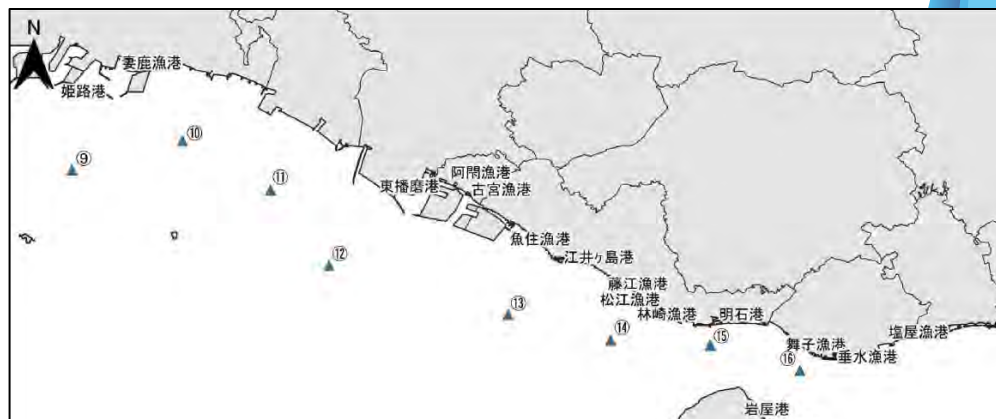 N
妻鹿漁港
姫路港
⑩
⑨
阿閇漁港
東播磨港
古宮漁港
⑪
魚住漁港
江井ヶ島港
⑫
藤江漁港
松江漁港
⑬
林崎漁港
明石港
塩屋漁港
⑭
⑮
舞子漁港
垂水漁港
⑯
岩屋港